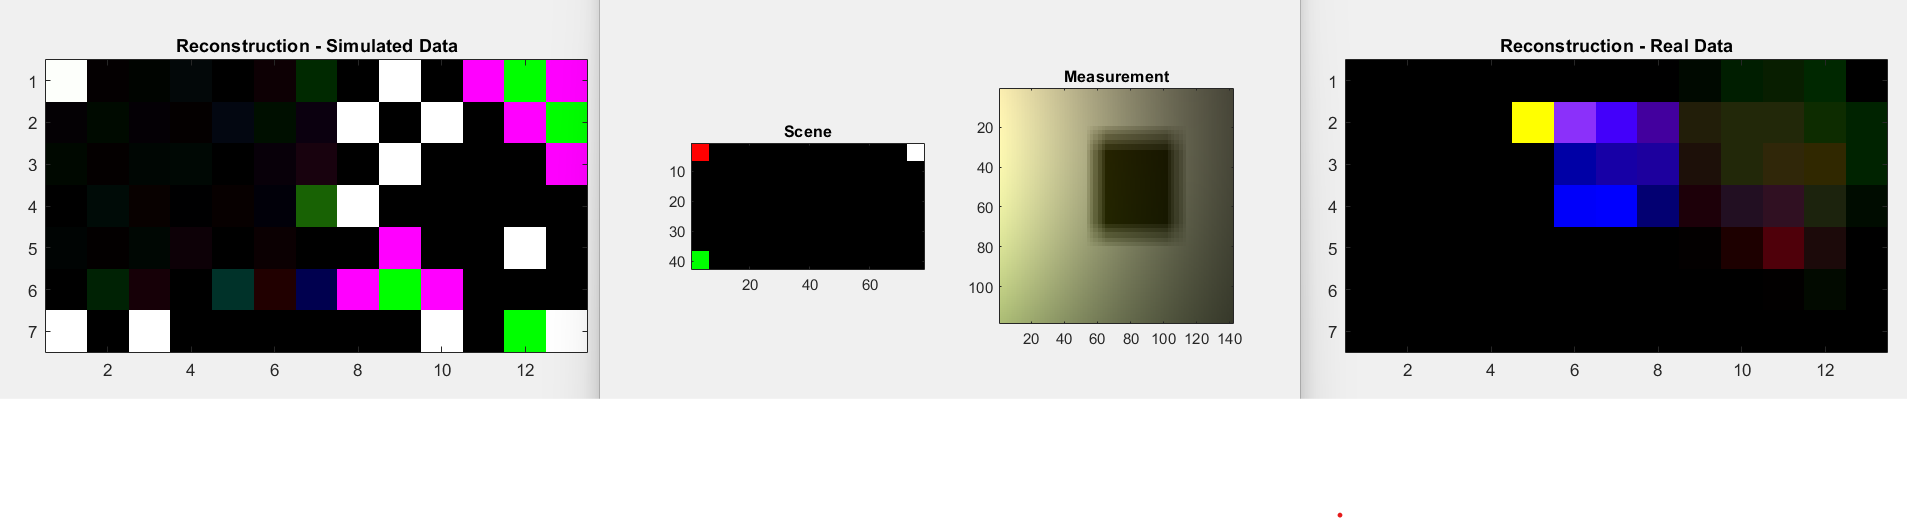 Reconstruction - Simulated Data
1
2
3
4
5
6
7
2 4 6 8 10 12
Scene
10
20
30
40
20 40 60
Measurement
20
40
60
80
100
20 40 60 80 100 120 140
Reconstruction - Real Data
1
2
3
4
5
6
7
2 4 6 8 10 12